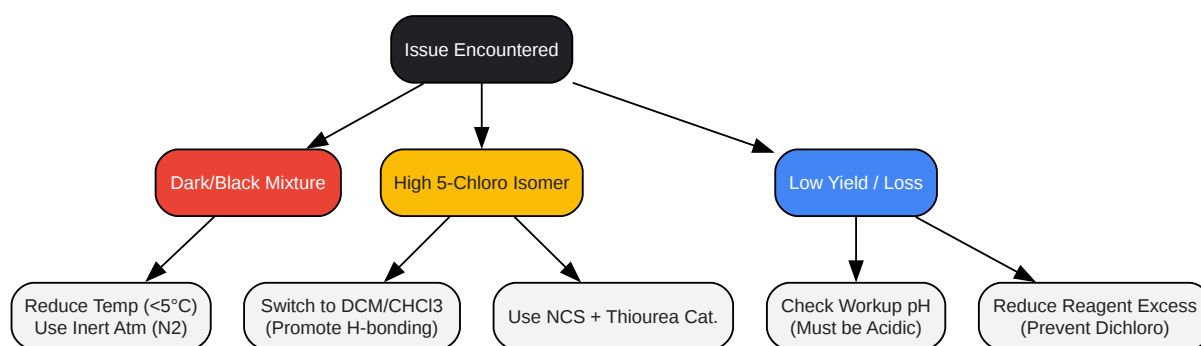 Issue Encountered
Dark/Black Mixture
High 5-Chloro Isomer
Low Yield / Loss
Reduce Temp (<5°C)
Use Inert Atm (N2)
Switch to DCM/CHCl3
(Promote H-bonding)
Use NCS + Thiourea Cat.
Check Workup pH
(Must be Acidic)
Reduce Reagent Excess
(Prevent Dichloro)